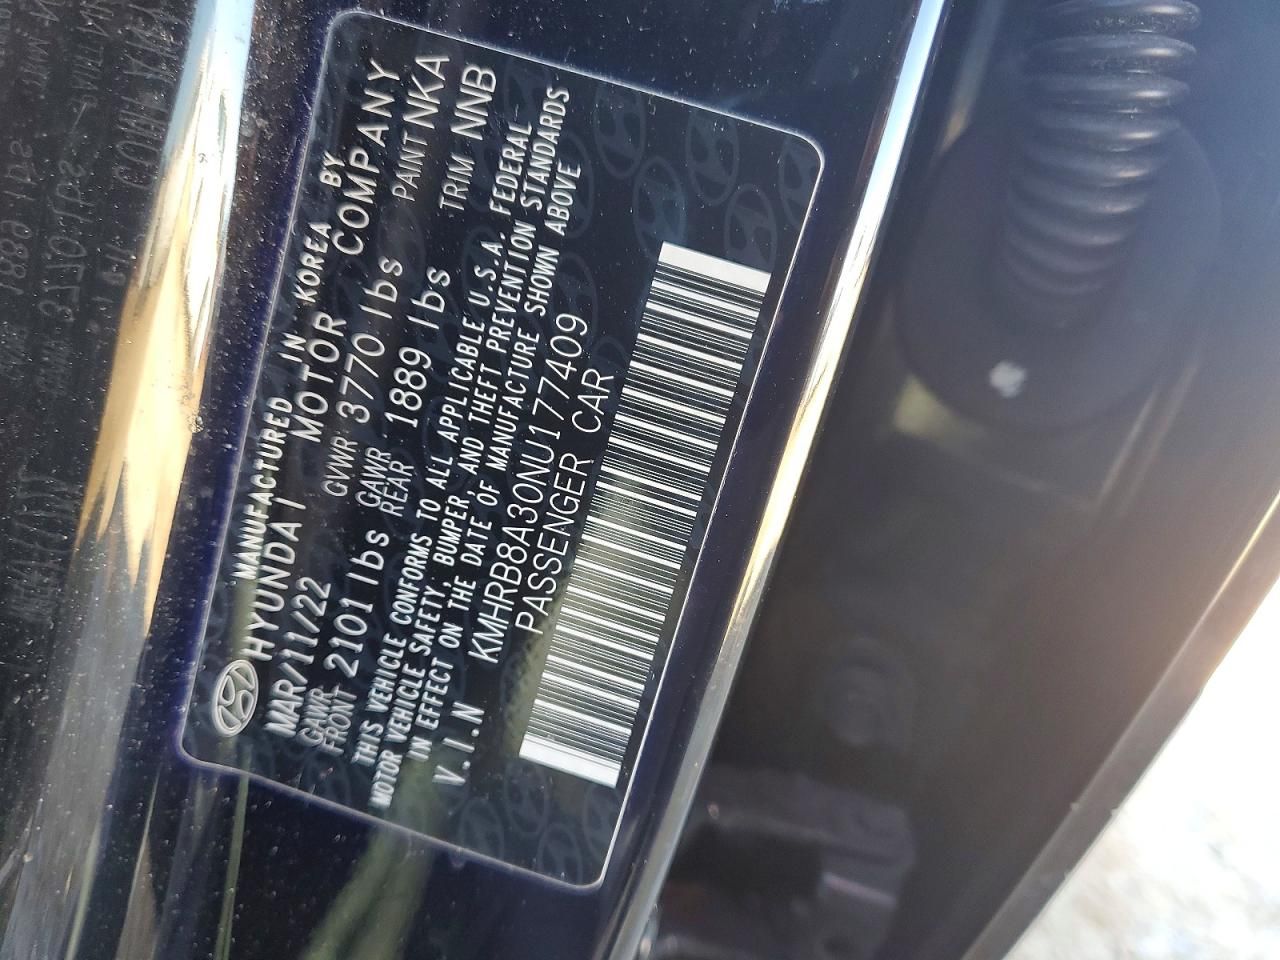 MANUFACTURED IN KOREA BY
HYUNDAI MOTOR COMPANY
MAR/11/22 GVWR 3770 lbs PAINT NKA
GAWR FRONT 2101 lbs GAWR REAR 1889 lbs TRIM NNB
THIS VEHICLE CONFORMS TO ALL APPLICABLE U.S.A. FEDERAL
MOTOR VEHICLE SAFETY, BUMPER, AND THEFT PREVENTION STANDARDS
IN EFFECT ON THE DATE OF MANUFACTURE SHOWN ABOVE
V.I.N KMHRB8A30NU177409
PASSENGER CAR